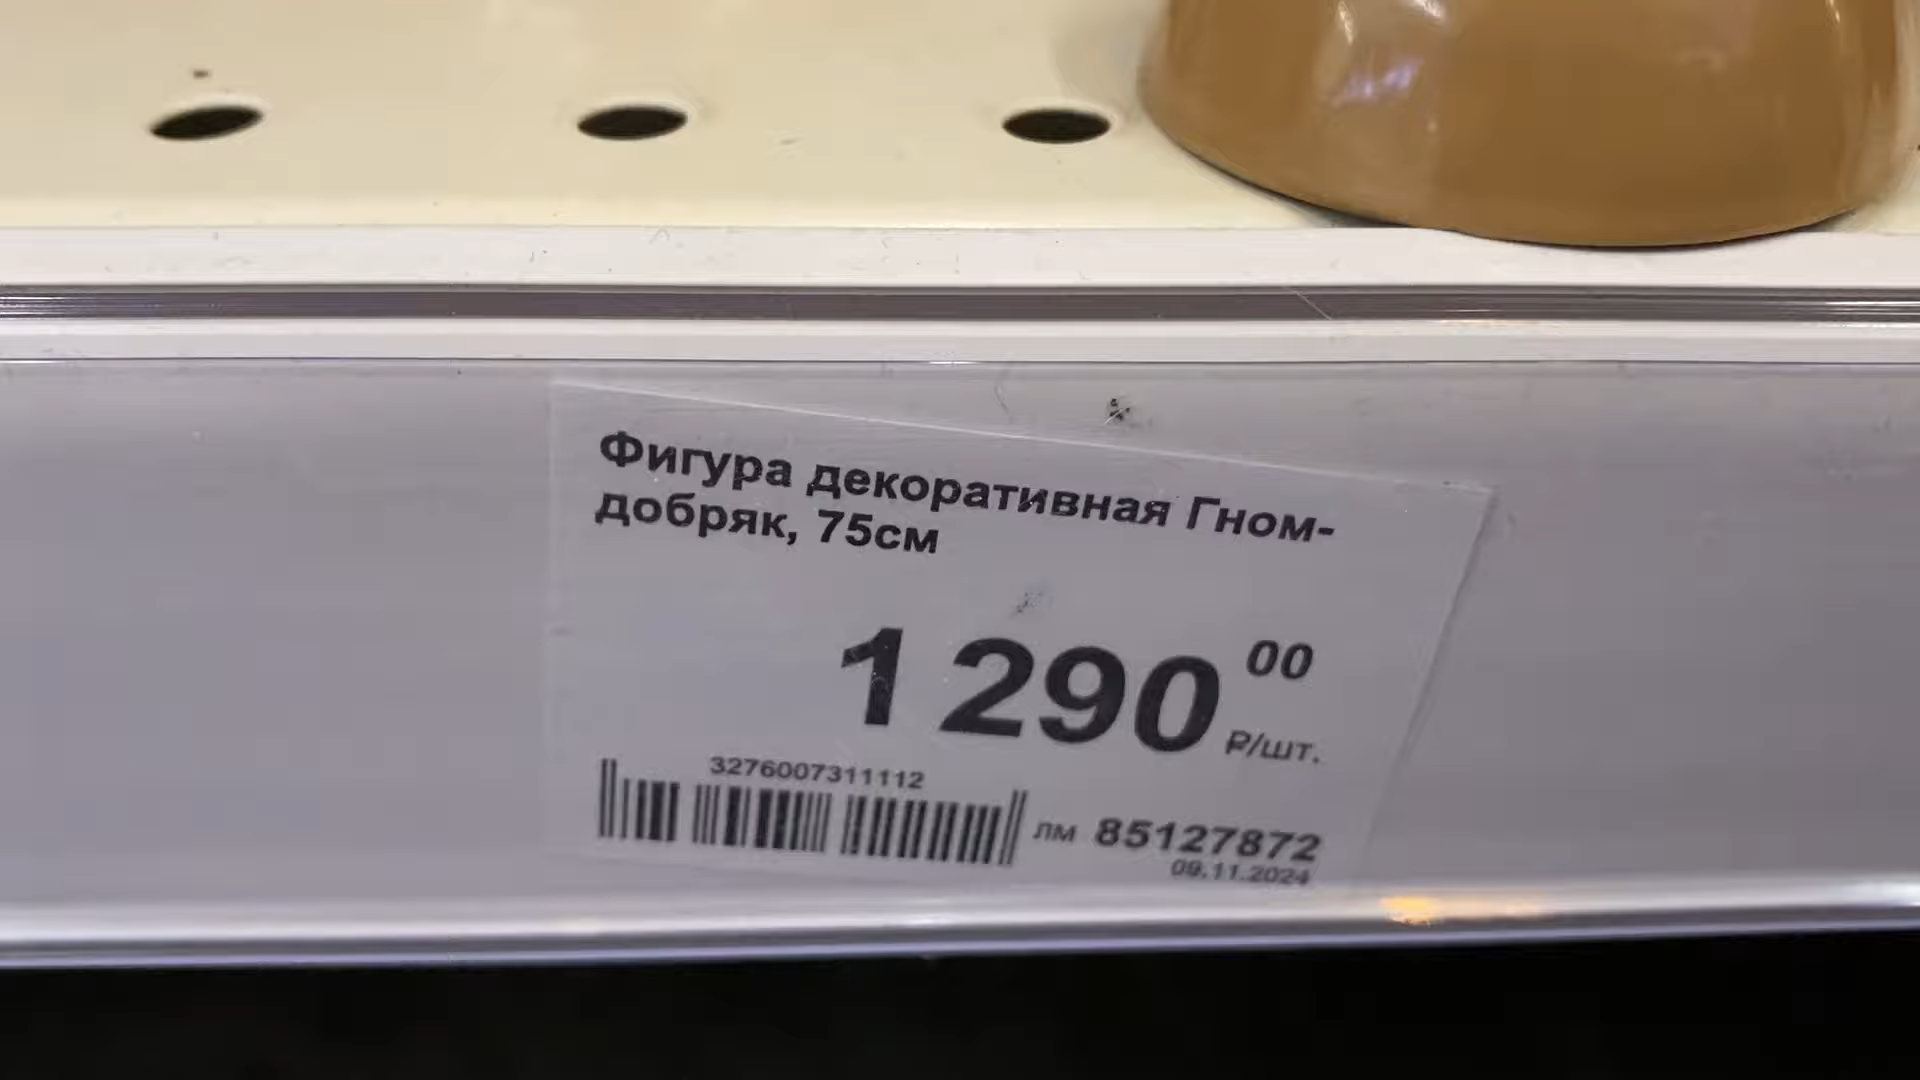 Фигура декоративная Гном-
добряк, 75см
1 290 00
₽/шт.
3276007311112
лм 85127872
09.11.2024